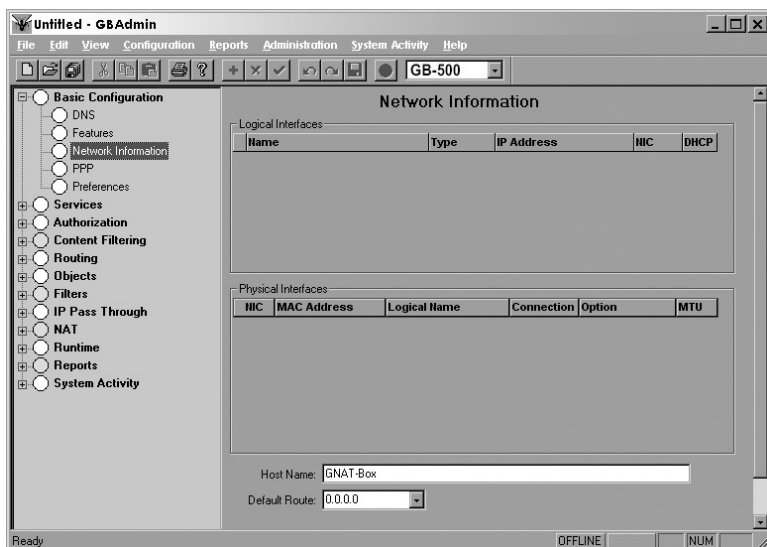 Untitled - GBAdmin
File Edit View Configuration Reports Administration System Activity Help
GB-500
Basic Configuration
DNS
Features
Network Information
PPP
Preferences
Services
Authorization
Content Filtering
Routing
Objects
Filters
IP Pass Through
NAT
Runtime
Reports
System Activity
Network Information
Logical Interfaces
Name Type IP Address NIC DHCP
Physical Interfaces
NIC MAC Address Logical Name Connection Option MTU
Host Name: GNAT-Box
Default Route: 0.0.0.0
Ready OFFLINE NUM